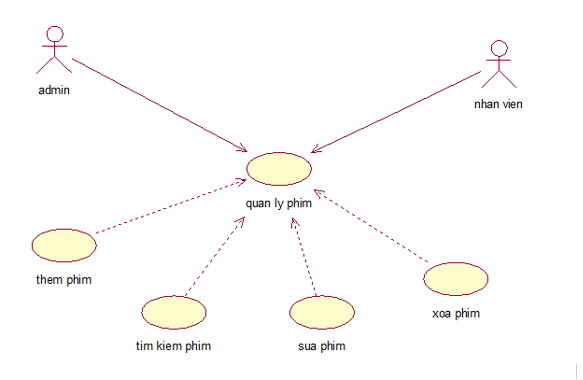 admin
nhan vien
quan ly phim
them phim
tim kiem phim
sua phim
xoa phim